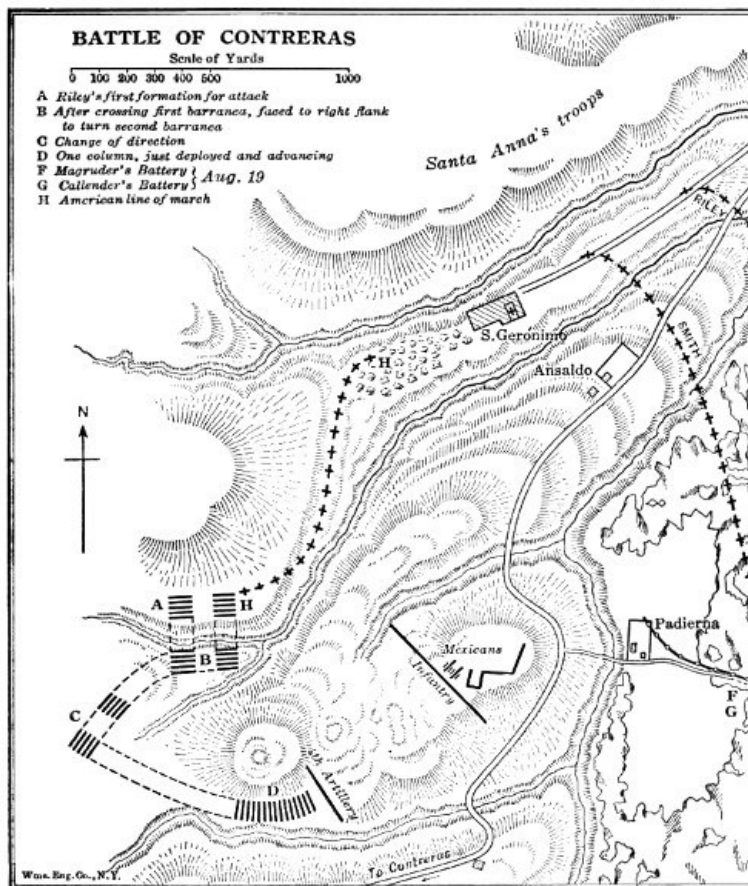 BATTLE OF CONTRERAS
Scale of Yards
0 100 200 300 400 500 1000
A Riley's first formation for attack
B After crossing first barranca, faced to right flank
to turn second barranca
C Change of direction
D One column, just deployed and advancing
F Magruder's Battery }
G Callender's Battery } Aug. 19
H American line of march
Santa Anna's troops
RILEY
SMITH
S. Gerónimo
H
Ansaldo
N
A
H
B
Padierna
Mexicans
Infantry
F
G
C
D
4th Artillery
To Contreras
Wms. Eng. Co., N.Y.